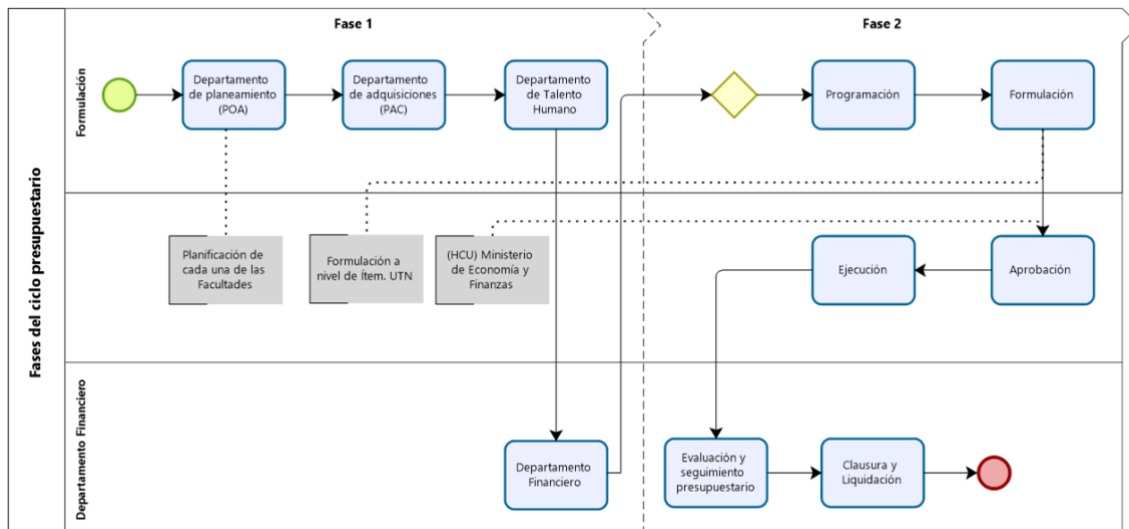 Fases del ciclo presupuestario
Fase 1
Fase 2
Formulación
Departamento
de planeamiento
(POA)
Departamento
de adquisiciones
(PAC)
Departamento
de Talento
Humano
Programación
Formulación
Planificación de
cada una de las
Facultades
Formulación a
nivel de Ítem. UTN
(HCU) Ministerio
de Economía y
Finanzas
Ejecución
Aprobación
Departamento Financiero
Departamento
Financiero
Evaluación y
seguimiento
presupuestario
Clausura y
Liquidación